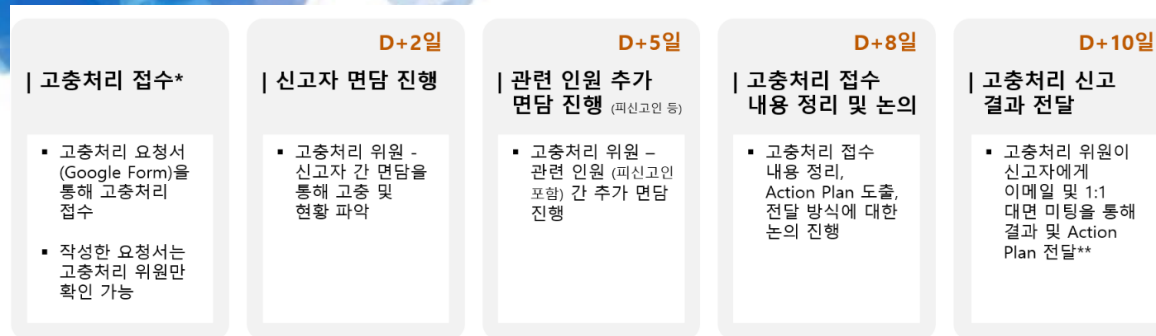 | 고충처리 접수*
▪ 고충처리 요청서
(Google Form)을
통해 고충처리
접수
▪ 작성한 요청서는
고충처리 위원만
확인 가능
D+2일
| 신고자 면담 진행
▪ 고충처리 위원 -
신고자 간 면담을
통해 고충 및
현황 파악
D+5일
| 관련 인원 추가
면담 진행 (피신고인 등)
▪ 고충처리 위원 –
관련 인원 (피신고인
포함) 간 추가 면담
진행
D+8일
| 고충처리 접수
내용 정리 및 논의
▪ 고충처리 접수
내용 정리,
Action Plan 도출,
전달 방식에 대한
논의 진행
D+10일
| 고충처리 신고
결과 전달
▪ 고충처리 위원이
신고자에게
이메일 및 1:1
대면 미팅을 통해
결과 및 Action
Plan 전달**